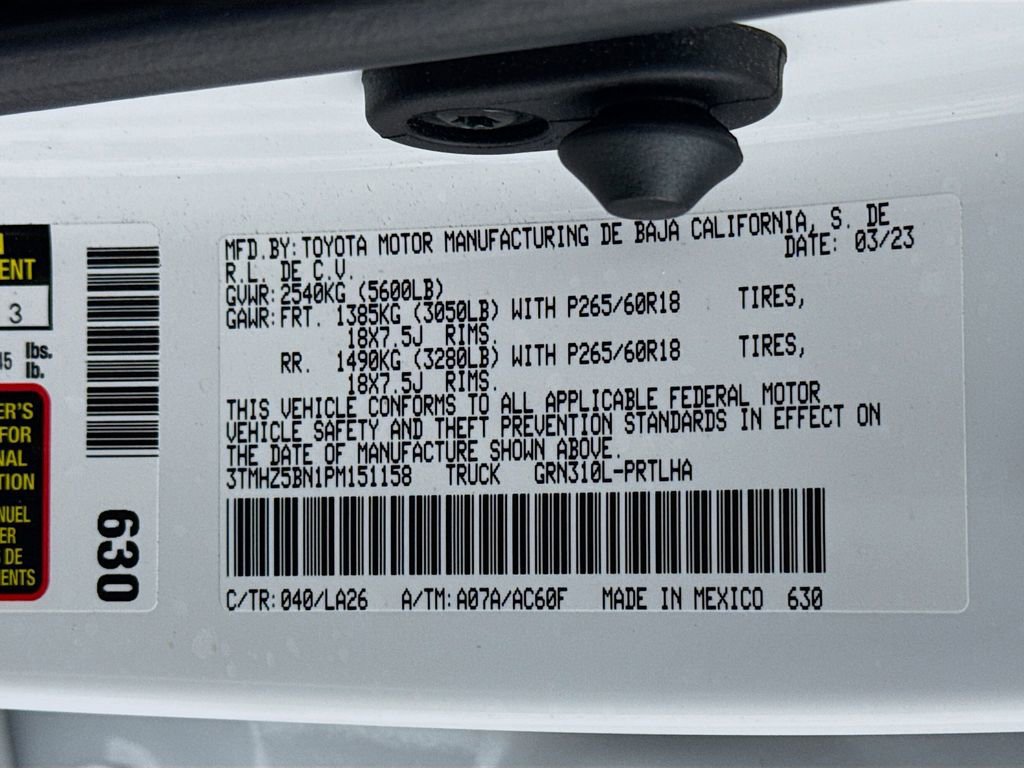 ENT
3
45 lbs.
lb.
ER'S
FOR
NAL
TION
NUEL
ER
DE
ENTS
630
MFD.BY: TOYOTA MOTOR MANUFACTURING DE BAJA CALIFORNIA, S. DE
R.L. DE C.V. DATE: 03/23
GVWR: 2540KG (5600LB)
GAWR: FRT. 1385KG (3050LB) WITH P265/60R18 TIRES,
18X7.5J RIMS.
RR. 1490KG (3280LB) WITH P265/60R18 TIRES,
18X7.5J RIMS.
THIS VEHICLE CONFORMS TO ALL APPLICABLE FEDERAL MOTOR
VEHICLE SAFETY AND THEFT PREVENTION STANDARDS IN EFFECT ON
THE DATE OF MANUFACTURE SHOWN ABOVE.
3TMHZ5BN1PM151158 TRUCK GRN310L-PRTLHA
C/TR: 040/LA26 A/TM: A07A/AC60F MADE IN MEXICO 630